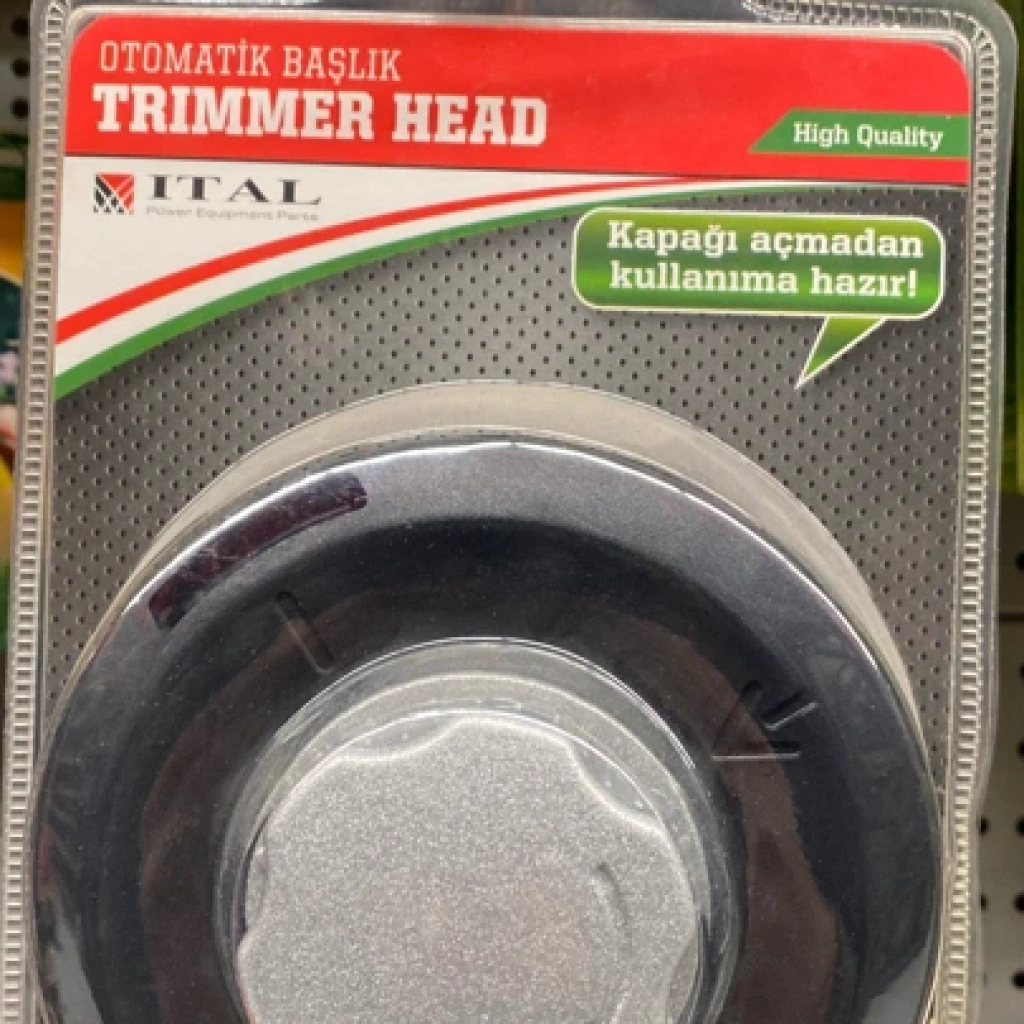 OTOMATİK BAŞLIK
TRIMMER HEAD
High Quality
ITAL
Power Equipment Parts
Kapağı açmadan
kullanıma hazır!